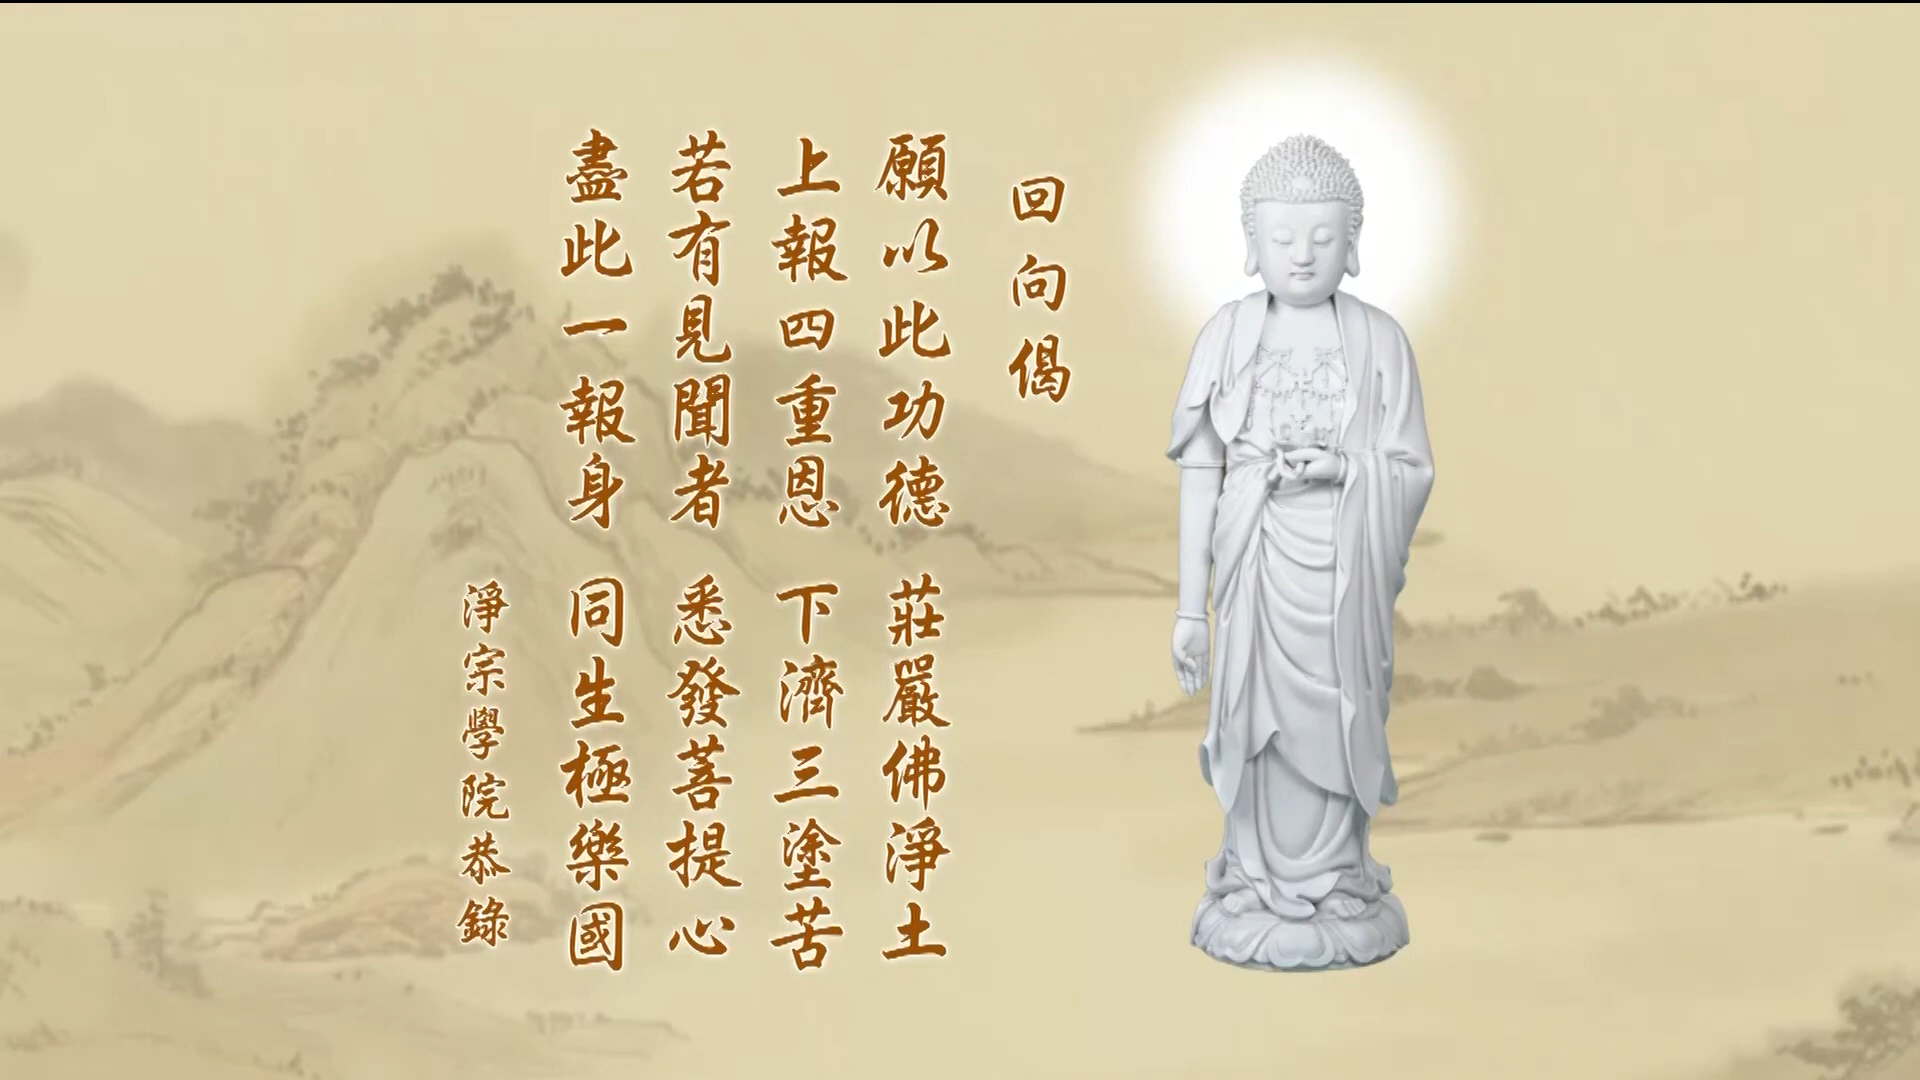 回向偈
願以此功德 莊嚴佛淨土
上報四重恩 下濟三塗苦
若有見聞者 悉發菩提心
盡此一報身 同生極樂國
淨宗學院恭錄